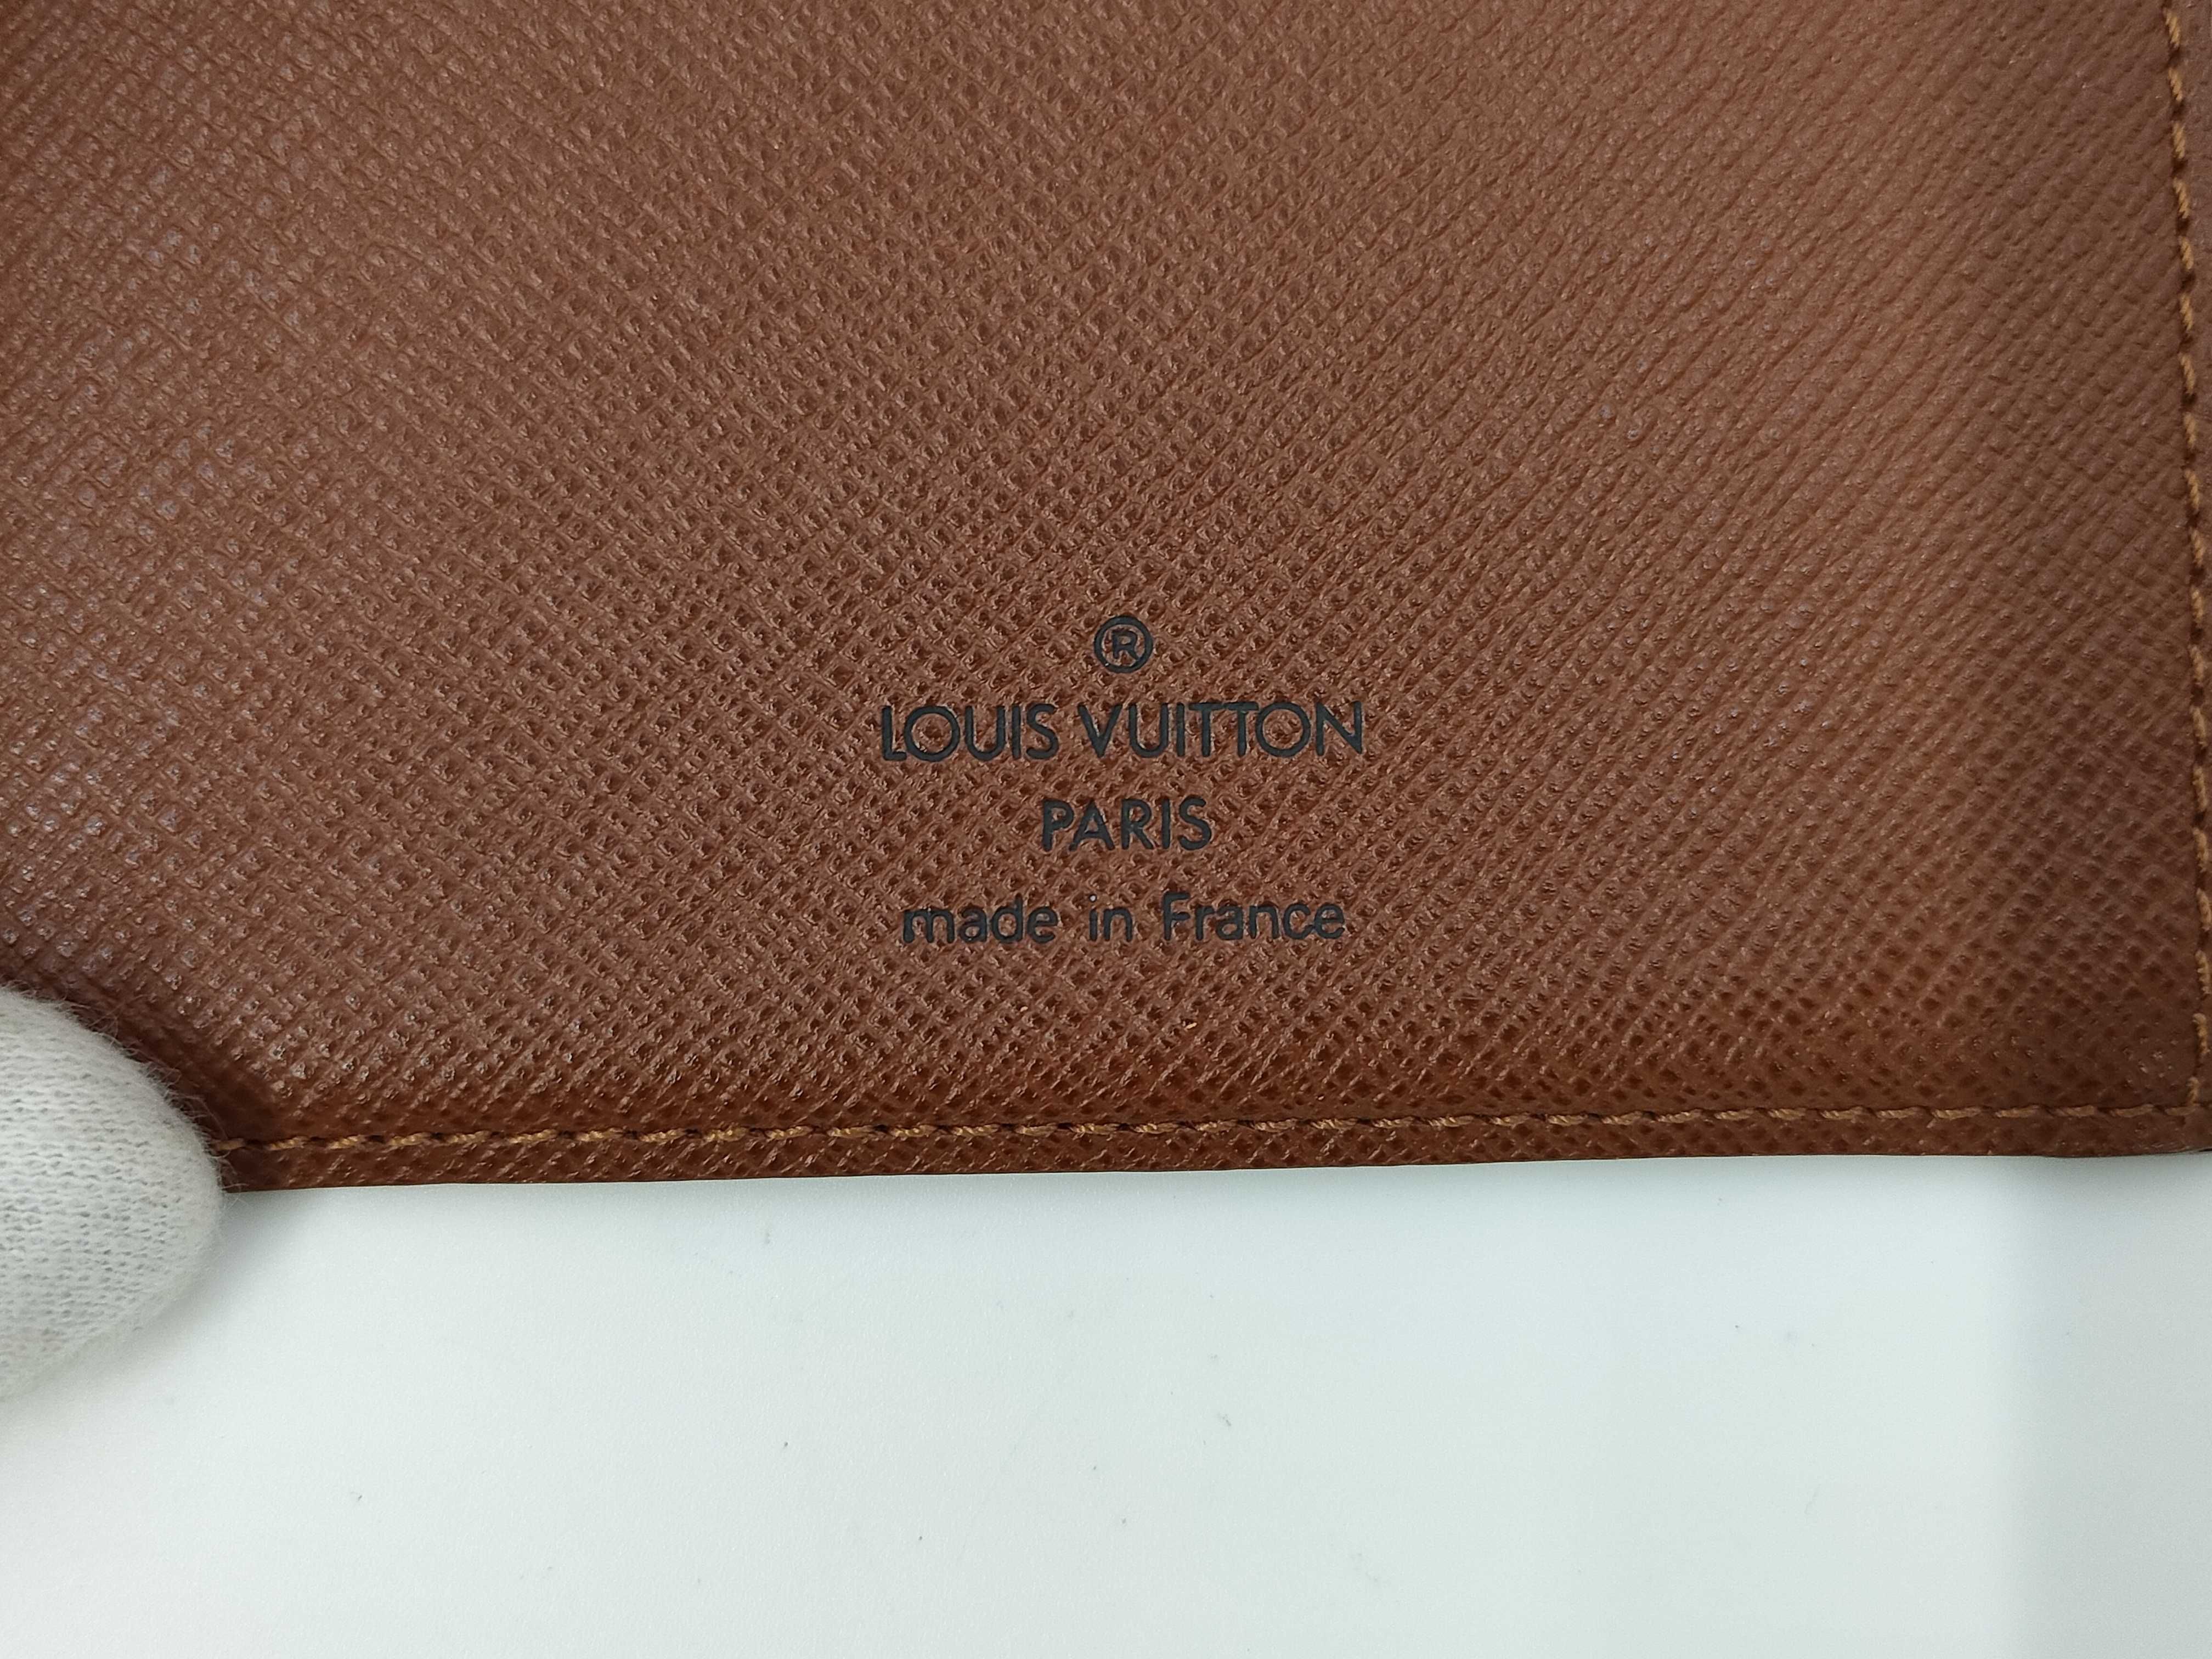 ®
LOUIS VUITTON
PARIS
made in France